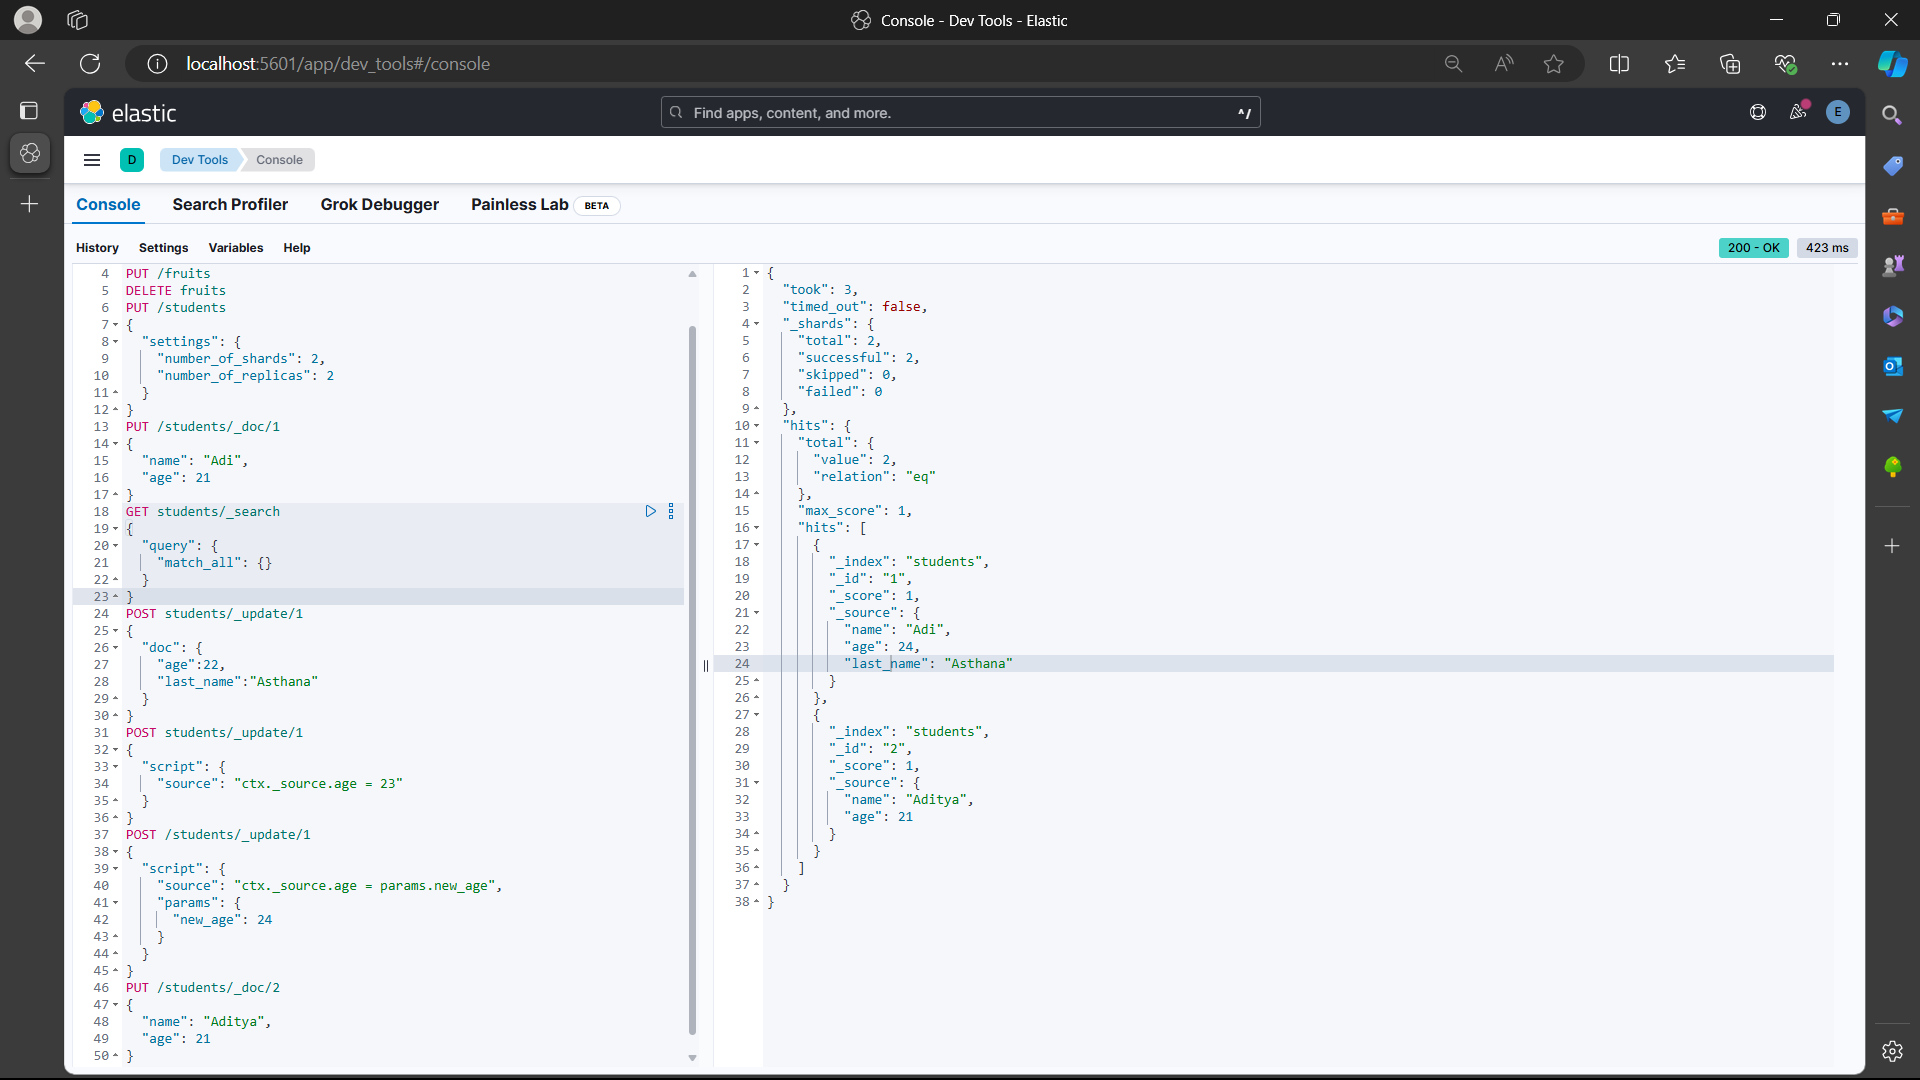 Console - Dev Tools - Elastic
localhost:5601/app/dev_tools#/console
elastic
Find apps, content, and more.
^/
E
D
Dev Tools
Console
Console
Search Profiler
Grok Debugger
Painless Lab
BETA
History
Settings
Variables
Help
200 - OK
423 ms
4 PUT /fruits
5 DELETE fruits
6 PUT /students
7 {
8 "settings": {
9 "number_of_shards": 2,
10 "number_of_replicas": 2
11 }
12 }
13 PUT /students/_doc/1
14 {
15 "name": "Adi",
16 "age": 21
17 }
18 GET students/_search
19 {
20 "query": {
21 "match_all": {}
22 }
23 }
24 POST students/_update/1
25 {
26 "doc": {
27 "age":22,
28 "last_name":"Asthana"
29 }
30 }
31 POST students/_update/1
32 {
33 "script": {
34 "source": "ctx._source.age = 23"
35 }
36 }
37 POST /students/_update/1
38 {
39 "script": {
40 "source": "ctx._source.age = params.new_age",
41 "params": {
42 "new_age": 24
43 }
44 }
45 }
46 PUT /students/_doc/2
47 {
48 "name": "Aditya",
49 "age": 21
50 }
1 {
2 "took": 3,
3 "timed_out": false,
4 "_shards": {
5 "total": 2,
6 "successful": 2,
7 "skipped": 0,
8 "failed": 0
9 },
10 "hits": {
11 "total": {
12 "value": 2,
13 "relation": "eq"
14 },
15 "max_score": 1,
16 "hits": [
17 {
18 "_index": "students",
19 "_id": "1",
20 "_score": 1,
21 "_source": {
22 "name": "Adi",
23 "age": 24,
24 "last_name": "Asthana"
25 }
26 },
27 {
28 "_index": "students",
29 "_id": "2",
30 "_score": 1,
31 "_source": {
32 "name": "Aditya",
33 "age": 21
34 }
35 }
36 ]
37 }
38 }